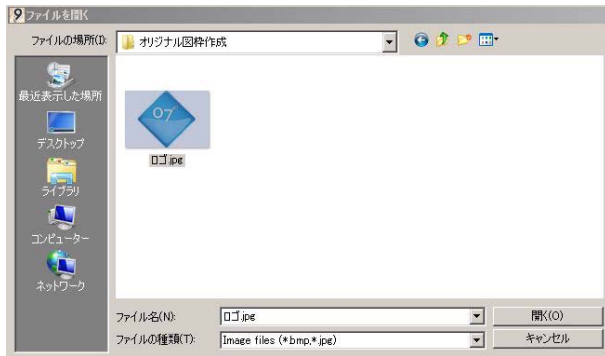 ファイルを開く
ファイルの場所(I):
オリジナル図枠作成
最近表示した場所
デスクトップ
ライブラリ
コンピューター
ネットワーク
07
ロゴ.jpg
ファイル名(N):
ロゴ.jpg
開く(O)
ファイルの種類(T):
Image files (*bmp,*.jpg)
キャンセル